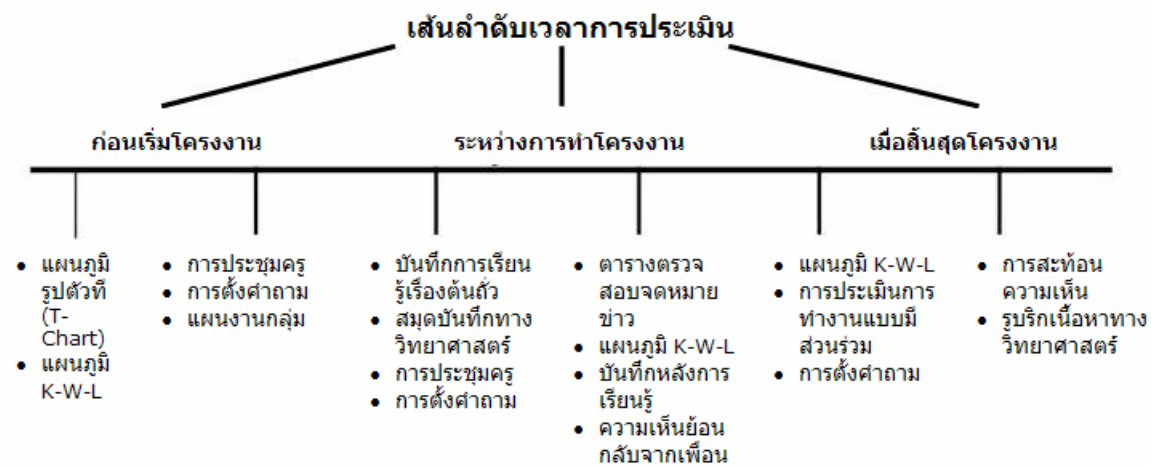 เส้นลำดับเวลาการประเมิน
ก่อนเริ่มโครงงาน
ระหว่างการทำโครงงาน
เมื่อสิ้นสุดโครงงาน
• แผนภูมิ
รูปตัวที
(T-
Chart)
• แผนภูมิ
K-W-L
• การประชุมครู
• การตั้งคำถาม
• แผนงานกลุ่ม
• บันทึกการเรียน
รู้เรื่องต้นถั่ว
• สมุดบันทึกทาง
วิทยาศาสตร์
• การประชุมครู
• การตั้งคำถาม
• ตารางตรวจ
สอบจดหมาย
ข่าว
• แผนภูมิ K-W-L
• บันทึกหลังการ
เรียนรู้
• ความเห็นย้อน
กลับจากเพื่อน
• แผนภูมิ K-W-L
• การประเมินการ
ทำงานแบบมี
ส่วนร่วม
• การตั้งคำถาม
• การสะท้อน
ความเห็น
• รูบริกเนื้อหาทาง
วิทยาศาสตร์